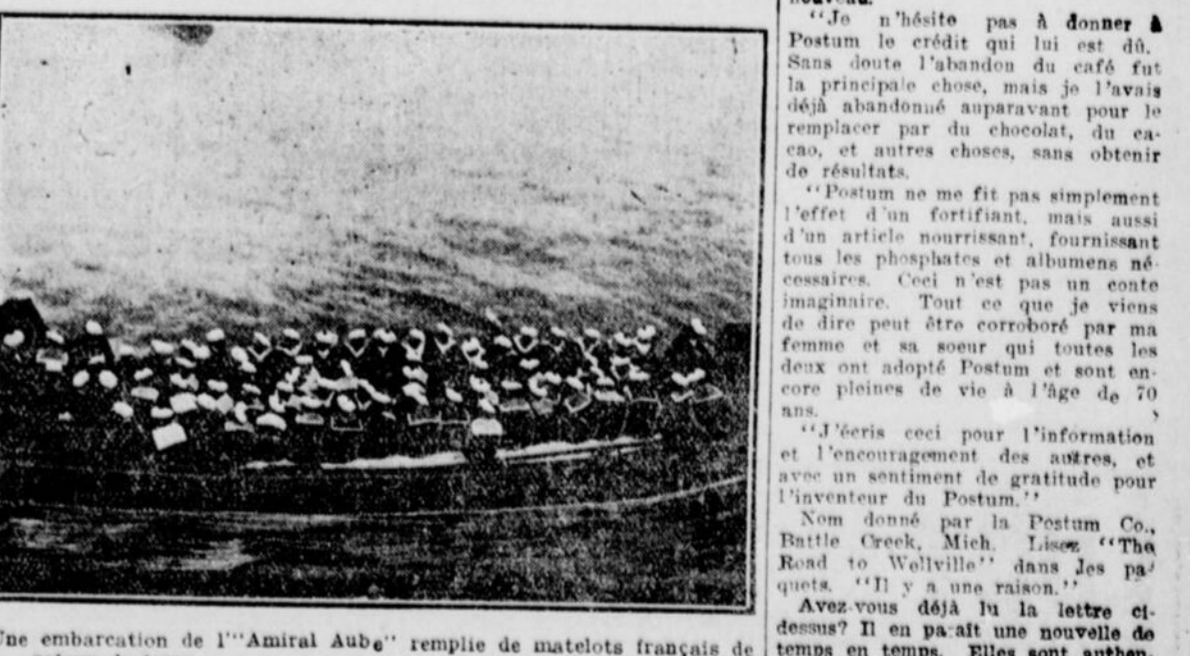 Une embarcation de l'"Amiral Aube" remplie de matelots français de
nouveau.
"Je n'hésite pas à donner à
Postum le crédit qui lui est dû.
Sans doute l'abandon du café fut
la principale chose, mais je l'avais
déjà abandonné auparavant pour le
remplacer par du chocolat, du ca-
cao, et autres choses, sans obtenir
de résultats.
"Postum ne me fit pas simplement
l'effet d'un fortifiant, mais aussi
d'un article nourrissant, fournissant
tous les phosphates et albumens né-
cessaires. Ceci n'est pas un conte
imaginaire. Tout ce que je viens
de dire peut être corroboré par ma
femme et sa soeur qui toutes les
deux ont adopté Postum et sont en-
core pleines de vie à l'âge de 70
ans.
"J'écris ceci pour l'information
et l'encouragement des autres, et
avec un sentiment de gratitude pour
l'inventeur du Postum."
Nom donné par la Postum Co.,
Battle Creek, Mich. Lisez "The
Road to Wellville" dans les pa-
quets. "Il y a une raison."
Avez-vous déjà lu la lettre ci-
dessus? Il en paraît une nouvelle de
temps en temps. Elles sont authen-